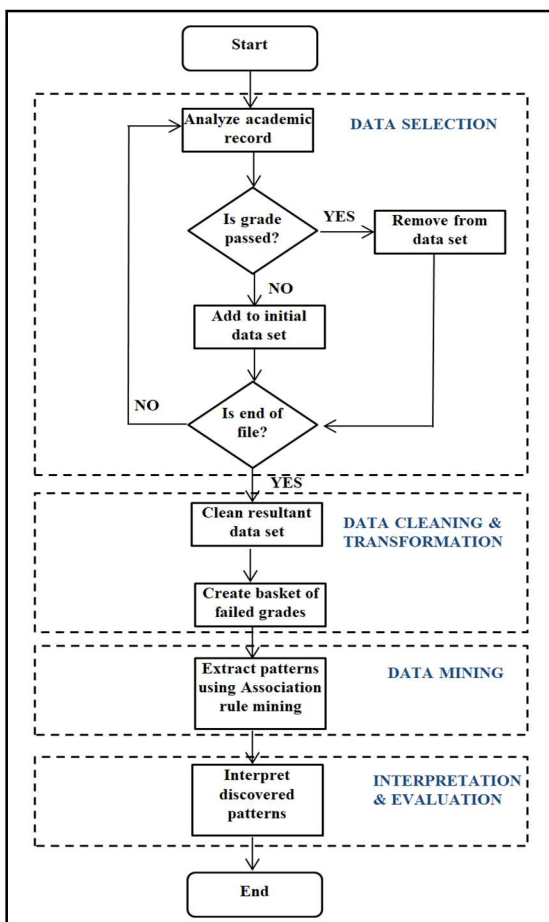 Start
Analyze academic
record
DATA SELECTION
Is grade
passed?
YES
Remove from
data set
NO
Add to initial
data set
Is end of
file?
NO
YES
Clean resultant
data set
DATA CLEANING &
TRANSFORMATION
Create basket of
failed grades
Extract patterns
using Association
rule mining
DATA MINING
Interpret
discovered
patterns
INTERPRETATION
& EVALUATION
End